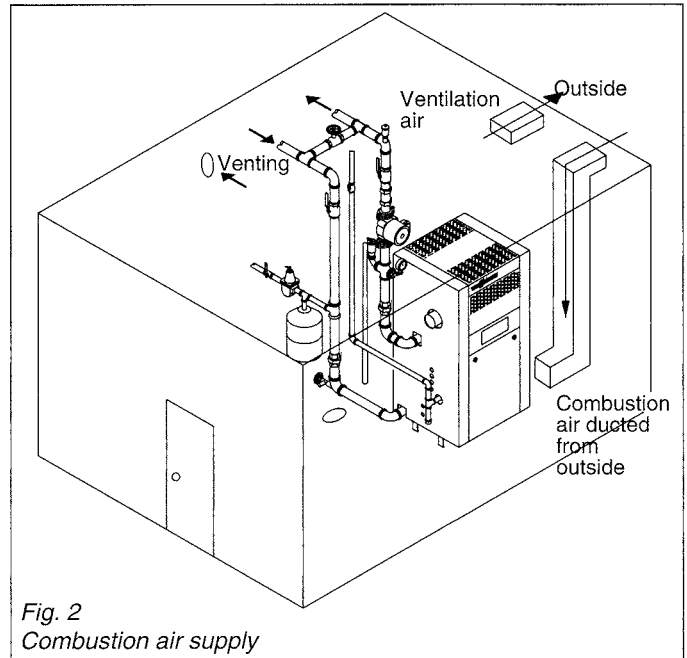 Ventilation
air
Outside
Venting
Combustion
air ducted
from
outside
Fig. 2
Combustion air supply